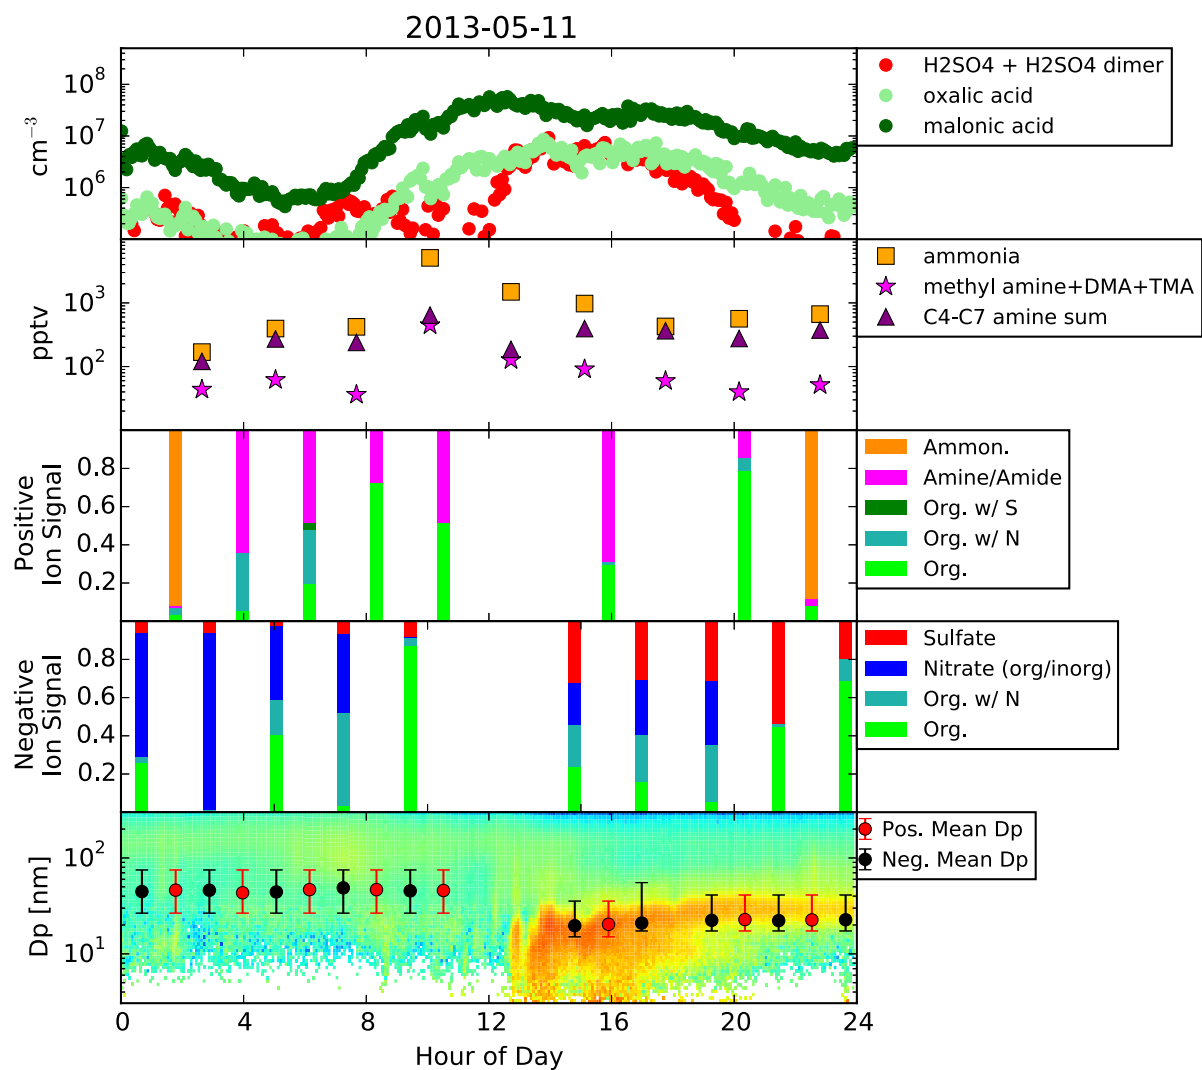 2013-05-11
10^8
10^7
10^6
cm^−3
H2SO4 + H2SO4 dimer
oxalic acid
malonic acid
10^3
10^2
pptv
ammonia
methyl amine+DMA+TMA
C4-C7 amine sum
0.8
0.6
0.4
0.2
Positive
Ion Signal
Ammon.
Amine/Amide
Org. w/ S
Org. w/ N
Org.
0.8
0.6
0.4
0.2
Negative
Ion Signal
Sulfate
Nitrate (org/inorg)
Org. w/ N
Org.
10^2
10^1
Dp [nm]
Pos. Mean Dp
Neg. Mean Dp
0 4 8 12 16 20 24
Hour of Day